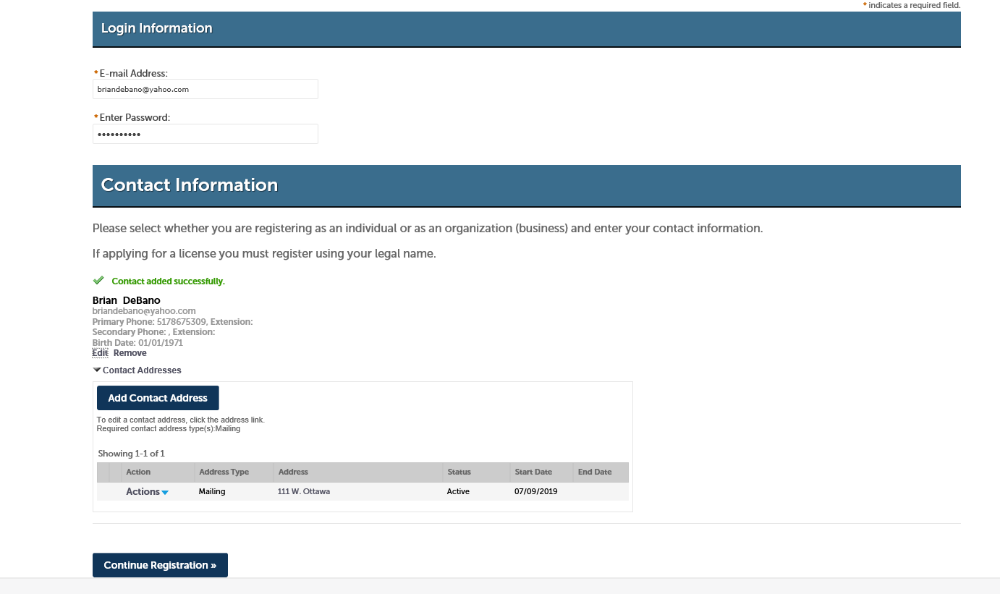 * indicates a required field.
Login Information
* E-mail Address:
briandebano@yahoo.com
* Enter Password:
••••••••••
Contact Information
Please select whether you are registering as an individual or as an organization (business) and enter your contact information.
If applying for a license you must register using your legal name.
Contact added successfully.
Brian DeBano
briandebano@yahoo.com
Primary Phone: 5178675309, Extension:
Secondary Phone: , Extension:
Birth Date: 01/01/1971
Edit Remove
Contact Addresses
Add Contact Address
To edit a contact address, click the address link.
Required contact address type(s):Mailing
Showing 1-1 of 1
Action Address Type Address Status Start Date End Date
Actions Mailing 111 W. Ottawa Active 07/09/2019
Continue Registration »